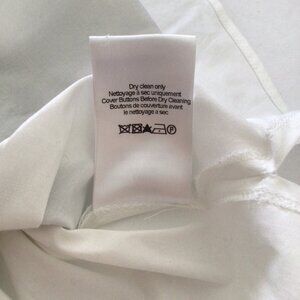 Dry clean only
Nettoyage a sec uniquement
Cover Buttons Before Dry Cleaning
Boutons de couverture avant
le nettoyage à sec.
P